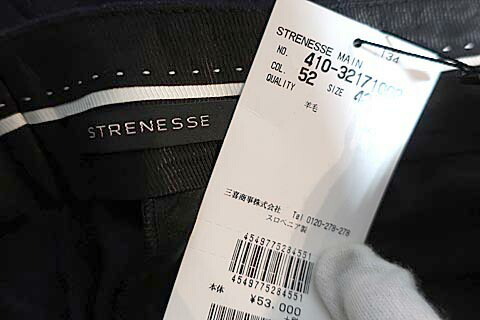 STRENESSE
STRENESSE MAIN
134
NO. 410-32171
COL. 52 SIZE
QUALITY
羊毛
三喜商事株式会社 Tel 0120-278-278
スロベニア製
4549775284551
4549775284551
本体 ¥53,000